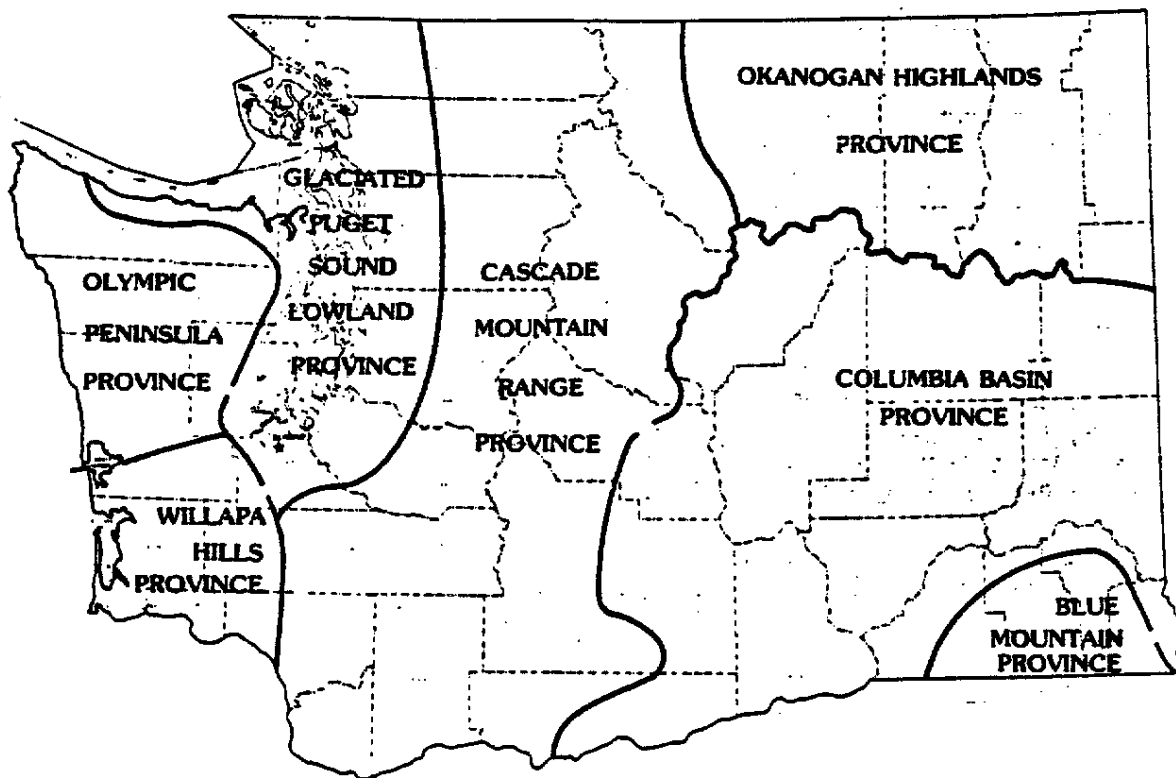 OKANOGAN HIGHLANDS
PROVINCE
GLACIATED
PUGET
SOUND
LOWLAND
PROVINCE
OLYMPIC
PENINSULA
PROVINCE
CASCADE
MOUNTAIN
RANGE
PROVINCE
COLUMBIA BASIN
PROVINCE
WILLAPA
HILLS
PROVINCE
BLUE
MOUNTAIN
PROVINCE